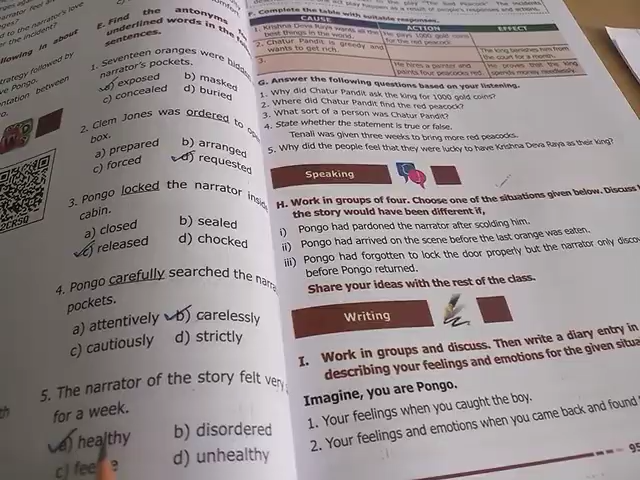 E. Find the antonyms
underlined words in the
sentences.
1. Seventeen oranges were hidden
narrator's pockets.
a) exposed b) masked
c) concealed d) buried
2. Clem Jones was ordered to
box.
a) prepared b) arranged
c) forced d) requested
3. Pongo locked the narrator
cabin.
a) closed b) sealed
c) released d) chocked
4. Pongo carefully searched the
pockets.
a) attentively b) carelessly
c) cautiously d) strictly
5. The narrator of the story felt very
for a week.
a) healthy b) disordered
c) d) unhealthy
F. Complete the table with suitable responses.
CAUSE ACTION EFFECT
1. Krishna Deva Raya wants all the best things in the world. He pays 1000 gold coins for the red peacock
2. Chatur Pandit is greedy and wants to get rich. The king banishes him from the court for a month.
3. He hires a painter and paints four peacocks red. He proves that the king spends money needlessly.
G. Answer the following questions based on your listening.
1. Why did Chatur Pandit ask the king for 1000 gold coins?
2. Where did Chatur Pandit find the red peacock?
3. What sort of a person was Chatur Pandit?
4. State whether the statement is true or false.
Tenali was given three weeks to bring more red peacocks.
5. Why did the people feel that they were lucky to have Krishna Deva Raya as their king?
Speaking
H. Work in groups of four. Choose one of the situations given below. Discuss
the story would have been different if,
i) Pongo had pardoned the narrator after scolding him.
ii) Pongo had arrived on the scene before the last orange was eaten.
iii) Pongo had forgotten to lock the door properly but the narrator only
before Pongo returned.
Share your ideas with the rest of the class.
Writing
I. Work in groups and discuss. Then write a diary entry in
describing your feelings and emotions for the given
Imagine, you are Pongo.
1. Your feelings when you caught the boy.
2. Your feelings and emotions when you came back and found
95